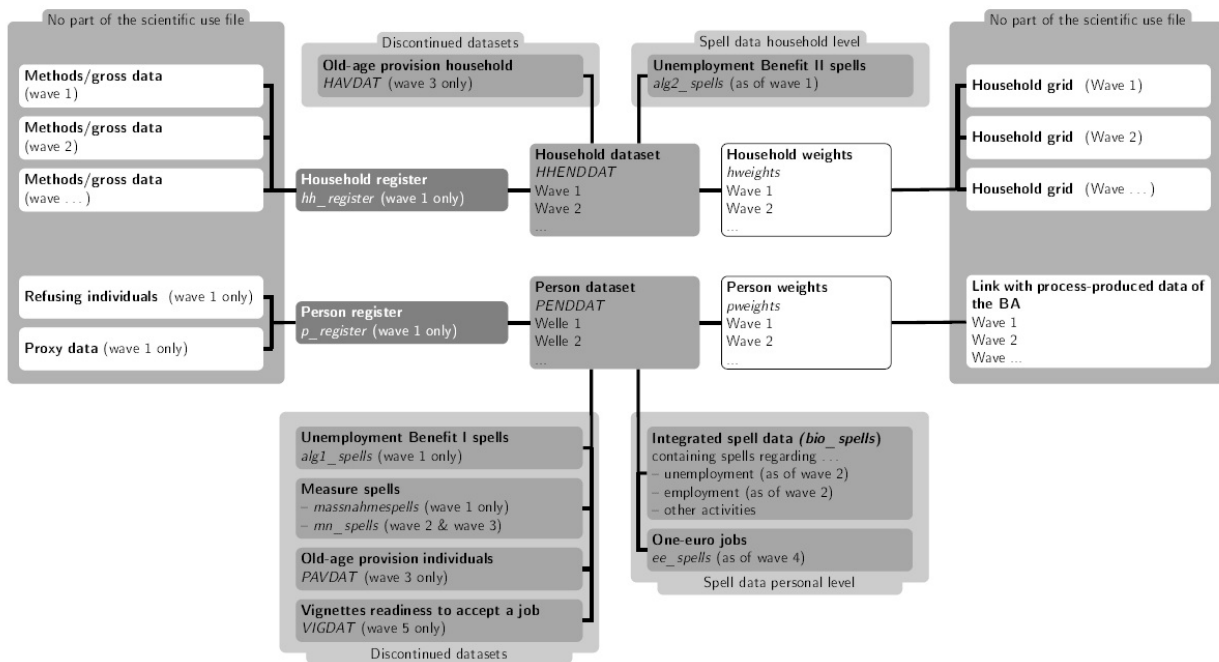 No part of the scientific use file
Methods/gross data
(wave 1)
Methods/gross data
(wave 2)
Methods/gross data
(wave ...)
Refusing individuals (wave 1 only)
Proxy data (wave 1 only)
Discontinued datasets
Old-age provision household
HAVDAT (wave 3 only)
Spell data household level
Unemployment Benefit II spells
alg2_spells (as of wave 1)
Household register
hh_register (wave 1 only)
Household dataset
HHENDDAT
Wave 1
Wave 2
...
Household weights
hweights
Wave 1
Wave 2
...
Person register
p_register (wave 1 only)
Person dataset
PENDDAT
Welle 1
Welle 2
...
Person weights
pweights
Wave 1
Wave 2
...
No part of the scientific use file
Household grid (Wave 1)
Household grid (Wave 2)
Household grid (Wave ...)
Link with process-produced data of
the BA
Wave 1
Wave 2
Wave ...
Unemployment Benefit I spells
alg1_spells (wave 1 only)
Measure spells
– massnahmespells (wave 1 only)
– mn_spells (wave 2 & wave 3)
Old-age provision individuals
PAVDAT (wave 3 only)
Vignettes readiness to accept a job
VIGDAT (wave 5 only)
Discontinued datasets
Integrated spell data (bio_spells)
containing spells regarding ...
– unemployment (as of wave 2)
– employment (as of wave 2)
– other activities
One-euro jobs
ee_spells (as of wave 4)
Spell data personal level